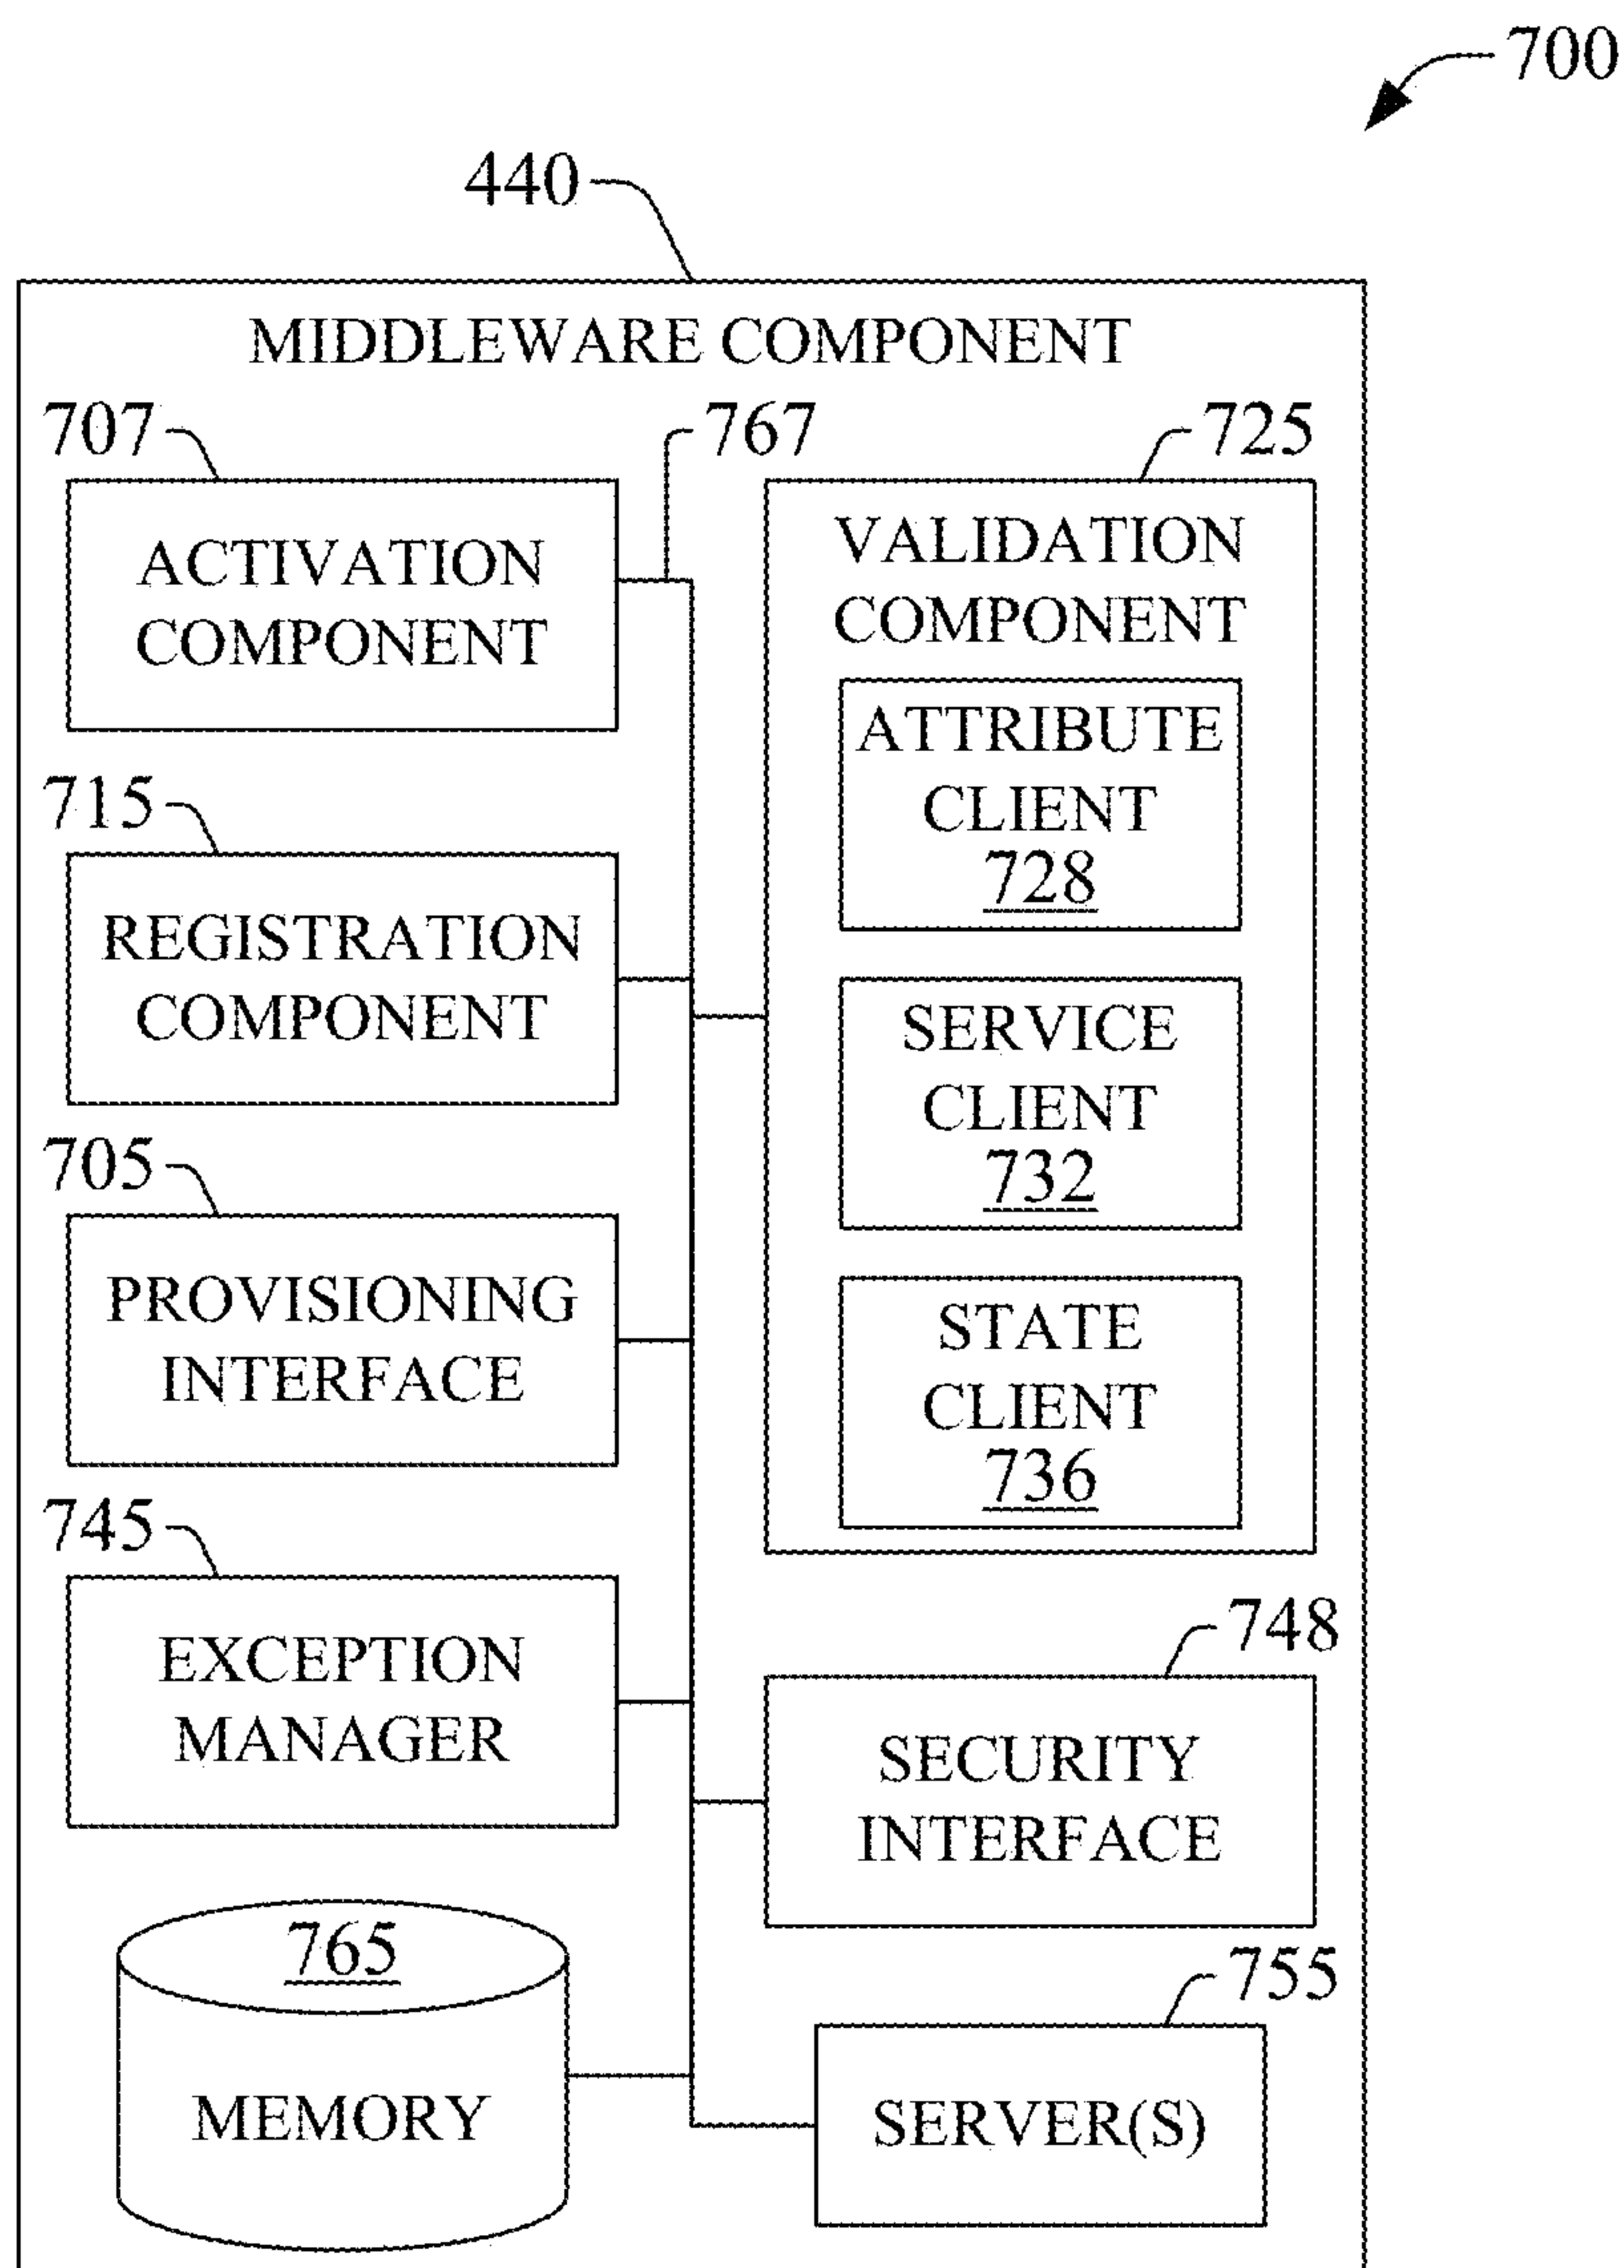 700
440
MIDDLEWARE COMPONENT
707
767
725
ACTIVATION
COMPONENT
VALIDATION
COMPONENT
ATTRIBUTE
CLIENT
728
715
REGISTRATION
COMPONENT
SERVICE
CLIENT
732
705
PROVISIONING
INTERFACE
STATE
CLIENT
736
745
EXCEPTION
MANAGER
748
SECURITY
INTERFACE
765
MEMORY
755
SERVER(S)